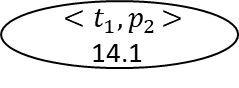 < t₁, p₂ >
14.1